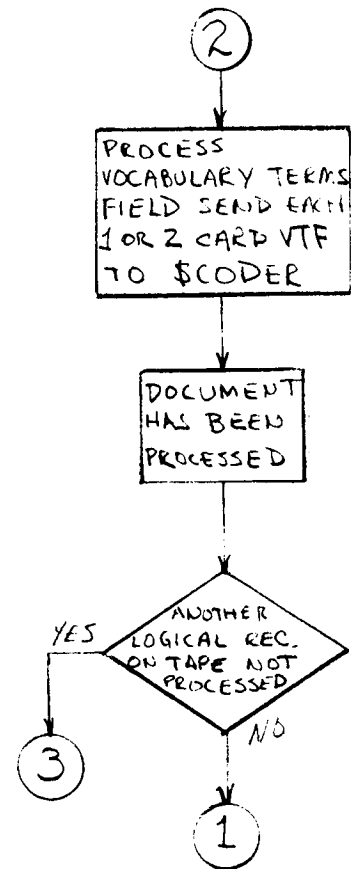 2
PROCESS
VOCABULARY TERMS
FIELD SEND EACH
1 OR 2 CARD VTF
TO $CODER
DOCUMENT
HAS BEEN
PROCESSED
ANOTHER
LOGICAL REC.
ON TAPE NOT
PROCESSED
YES
NO
3
1